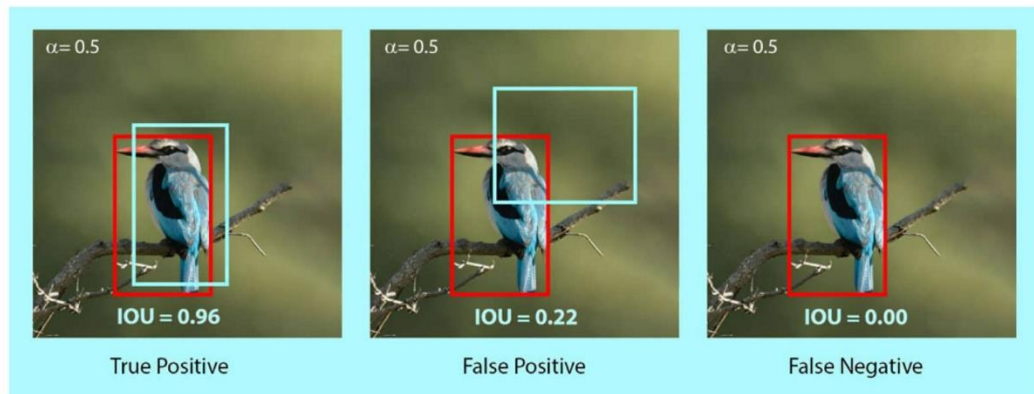 α= 0.5
α= 0.5
α= 0.5
IOU = 0.96
IOU = 0.22
IOU = 0.00
True Positive
False Positive
False Negative